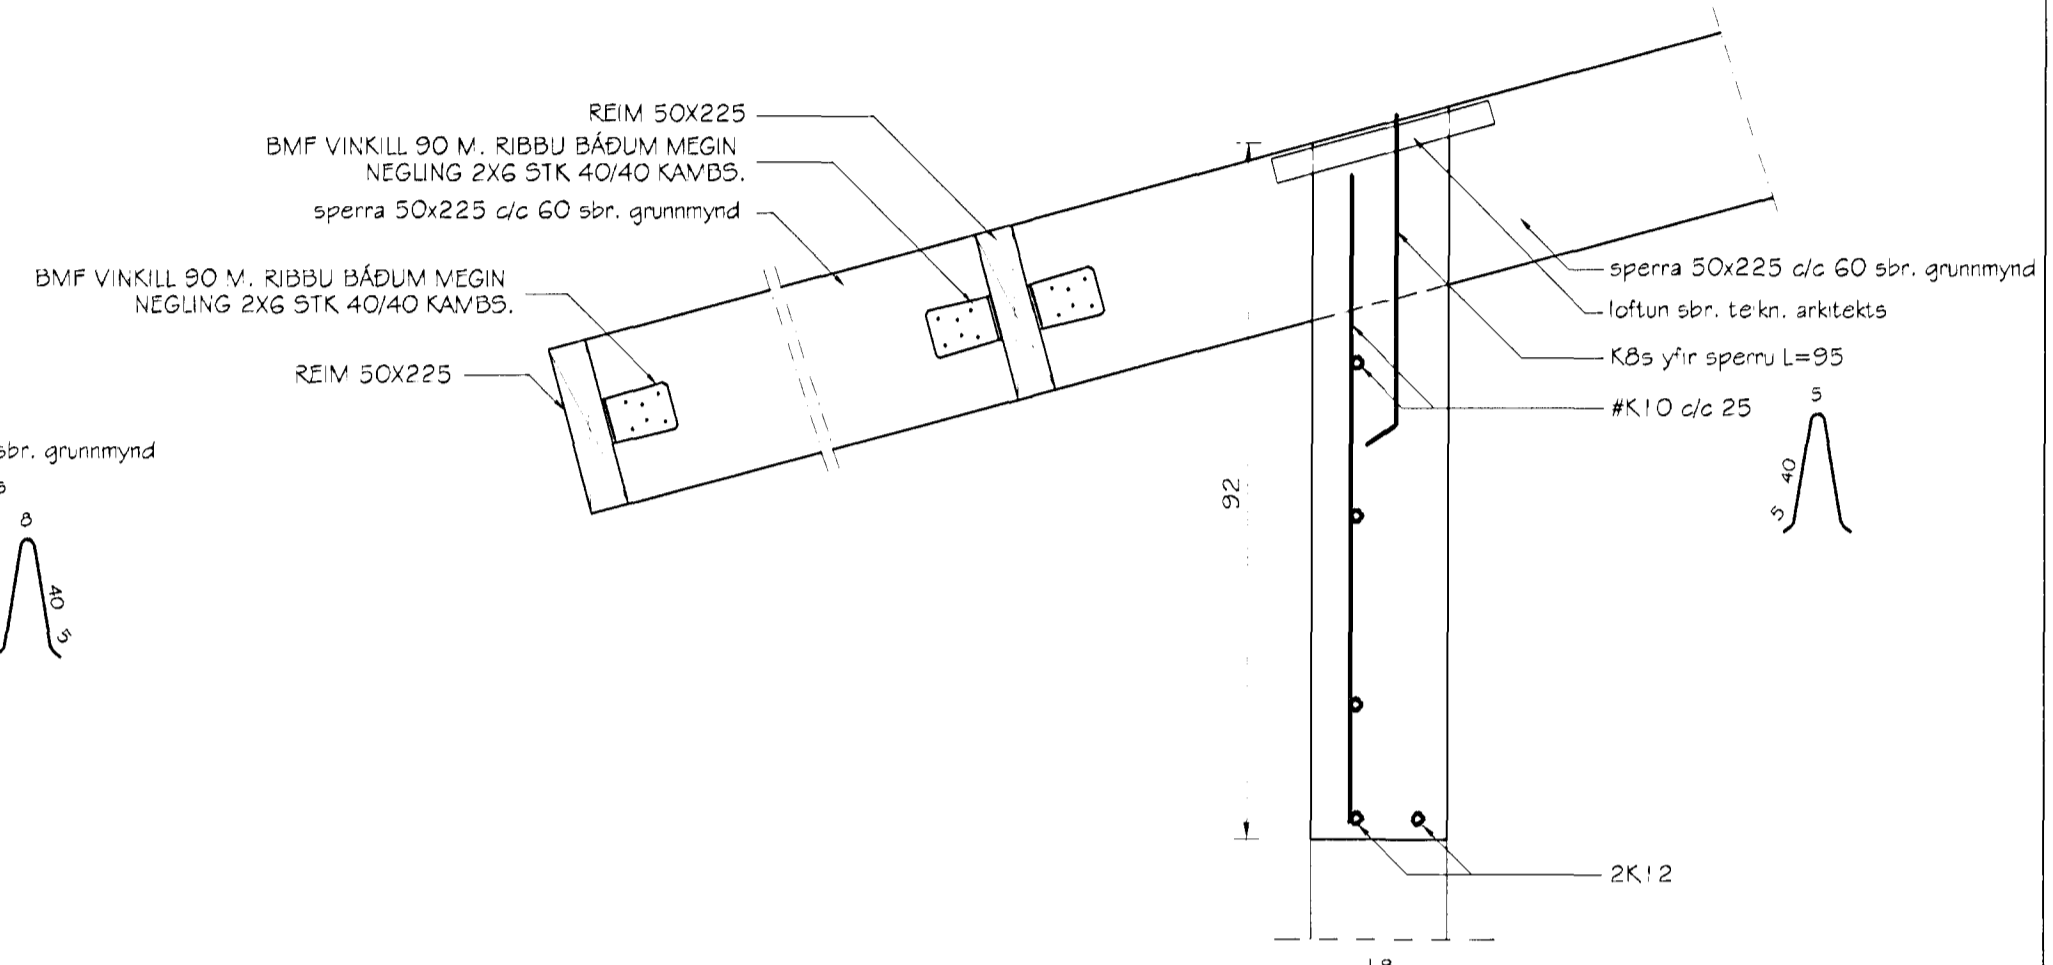 REIM 50X225
BMF VINKILL 90 M. RIBBU BÁÐUM MEGIN
NEGLING 2X6 STK 40/40 KAMBS.
sperra 50x225 c/c 60 sbr. grunnmynd
BMF VINKILL 90 M. RIBBU BÁÐUM MEGIN
NEGLING 2X6 STK 40/40 KAMBS.
REIM 50X225
sbr. grunnmynd
8
40
5
92
sperra 50x225 c/c 60 sbr. grunnmynd
loftun sbr. teikn. arkitekts
K8s yfir sperru L=95
#K10 c/c 25
5
40
5
2K12
18